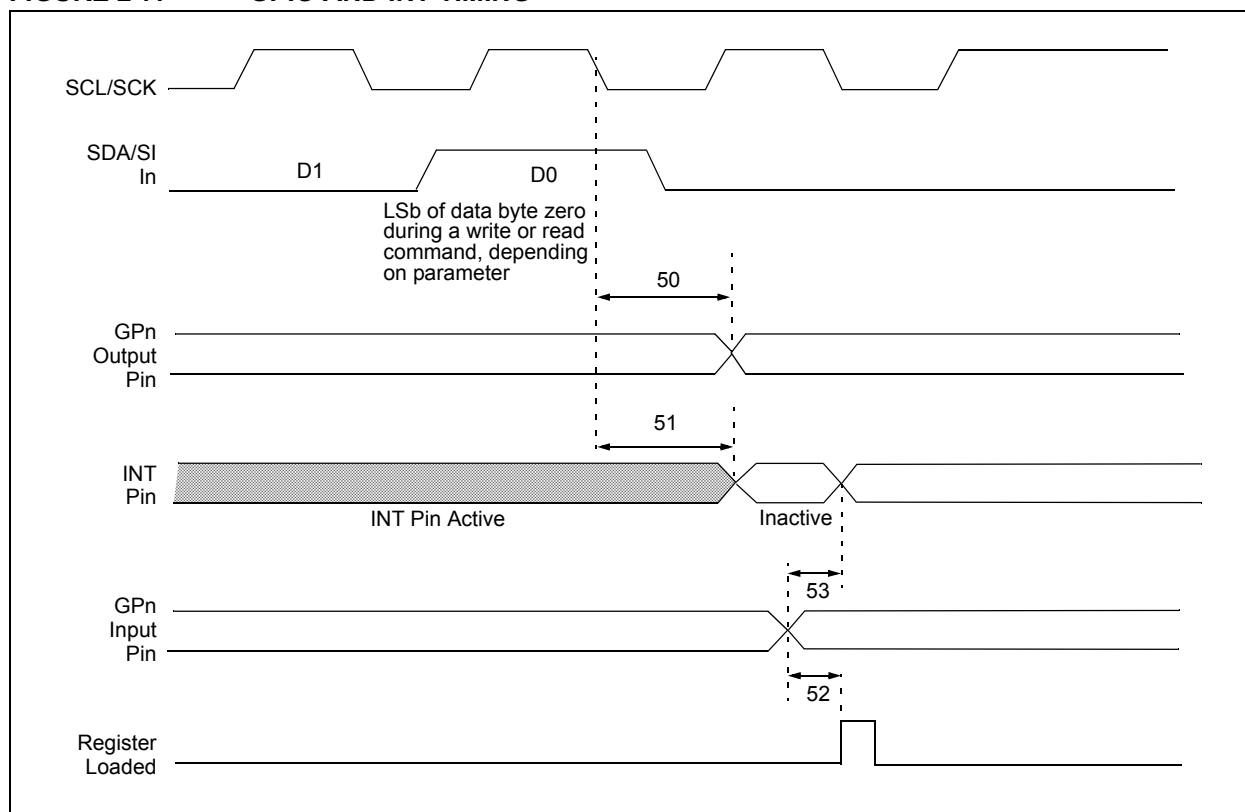 SCL/SCK
SDA/SI
In
D1
D0
LSb of data byte zero
during a write or read
command, depending
on parameter
50
GPn
Output
Pin
51
INT
Pin
INT Pin Active
Inactive
53
GPn
Input
Pin
52
Register
Loaded